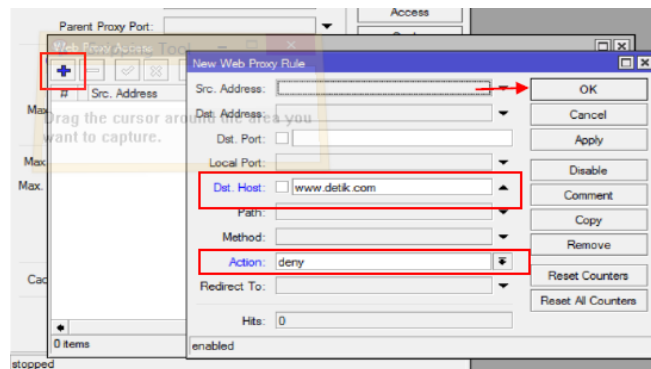 Access
Parent Proxy Port:
Web Proxy Access
# Src. Address
Drag the cursor around the area you
want to capture.
Max
Max
Max.
Cac
0 items
stopped
New Web Proxy Rule
Src. Address:
Dst. Address:
Dst. Port:
Local Port:
Dst. Host: www.detik.com
Path:
Method:
Action: deny
Redirect To:
Hits: 0
enabled
OK
Cancel
Apply
Disable
Comment
Copy
Remove
Reset Counters
Reset All Counters